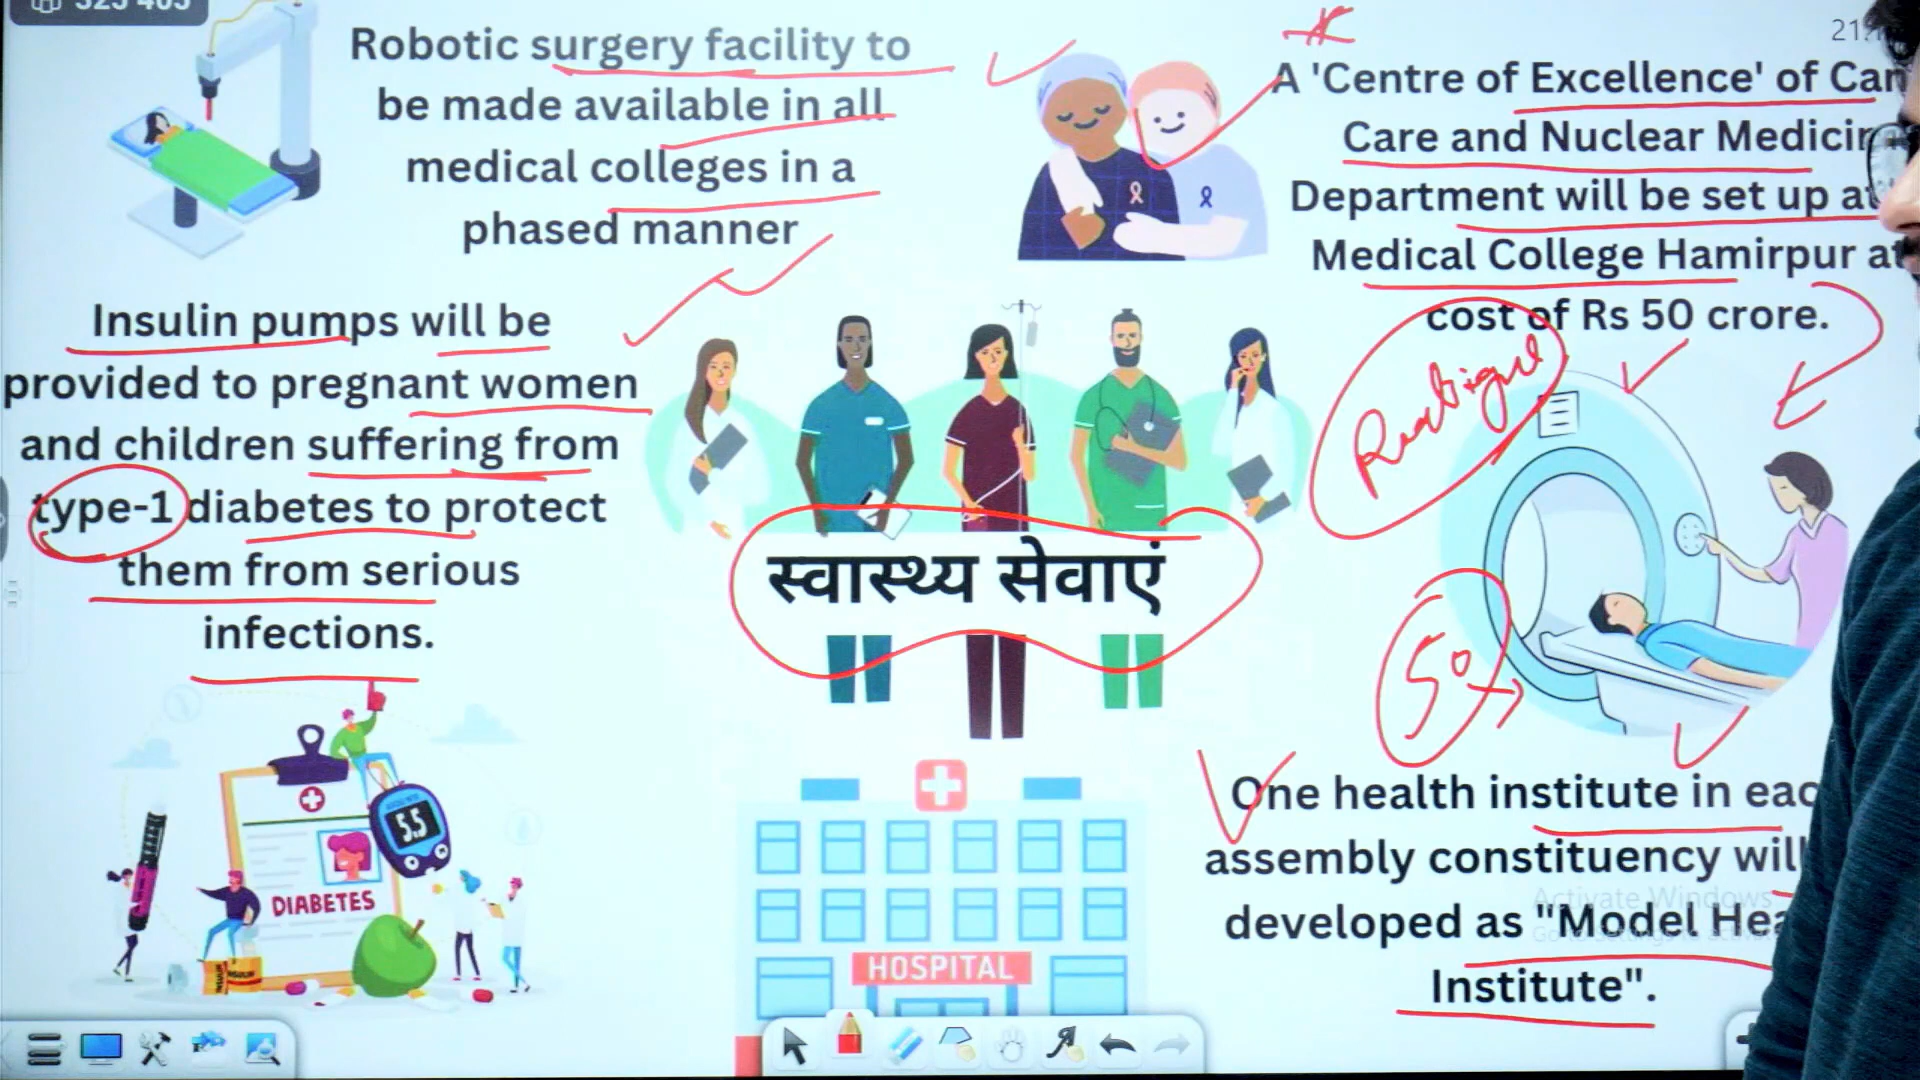 Robotic surgery facility to
be made available in all
medical colleges in a
phased manner
A 'Centre of Excellence' of Can
Care and Nuclear Medicin
Department will be set up at
Medical College Hamirpur at
cost of Rs 50 crore.
Insulin pumps will be
provided to pregnant women
and children suffering from
type-1 diabetes to protect
them from serious
infections.
स्वास्थ्य सेवाएं
50
5.5
DIABETES
INSULIN
HOSPITAL
One health institute in eac
assembly constituency will
developed as "Model Hea
Institute".
Activate Windows